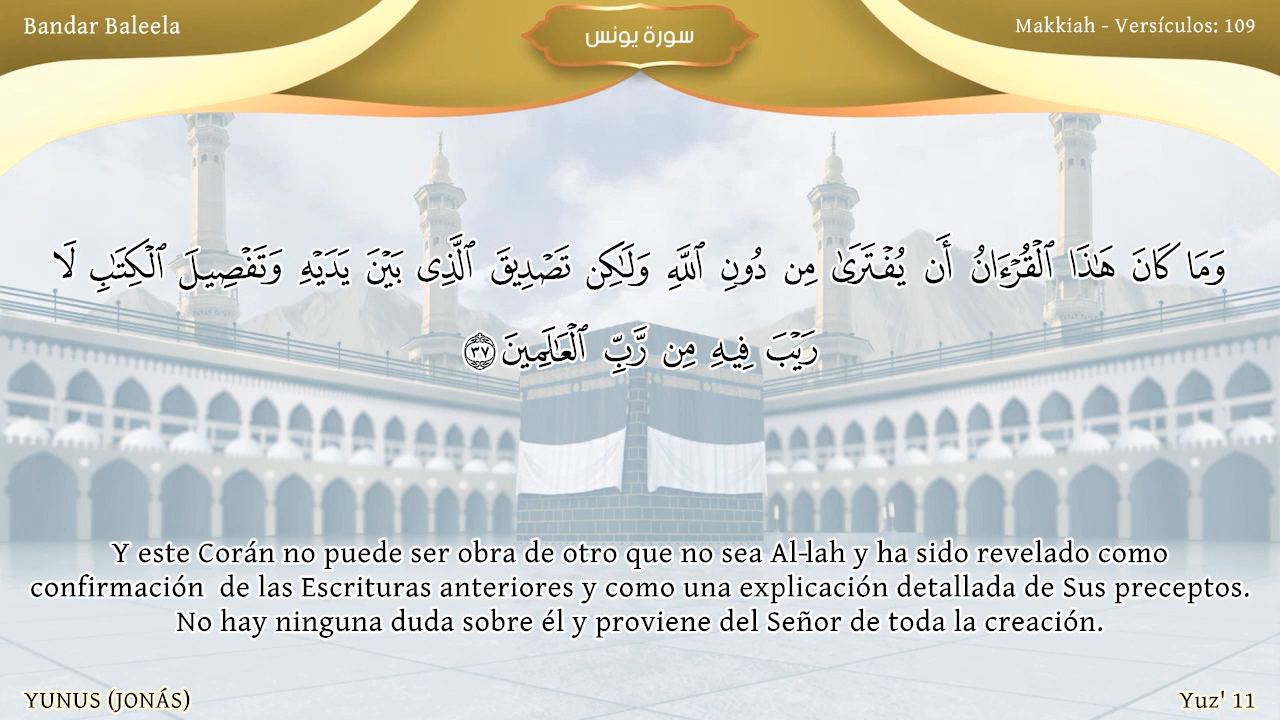 Bandar Baleela
سورة يونس
Makkiah - Versículos: 109
وَمَا كَانَ هَٰذَا ٱلْقُرْءَانُ أَن يُفْتَرَىٰ مِن دُونِ ٱللَّهِ وَلَٰكِن تَصْدِيقَ ٱلَّذِى بَيْنَ يَدَيْهِ وَتَفْصِيلَ ٱلْكِتَٰبِ لَا
رَيْبَ فِيهِ مِن رَّبِّ ٱلْعَٰلَمِينَ ٣٧
Y este Corán no puede ser obra de otro que no sea Al-lah y ha sido revelado como
confirmación  de las Escrituras anteriores y como una explicación detallada de Sus preceptos.
No hay ninguna duda sobre él y proviene del Señor de toda la creación.
YUNUS (JONÁS)
Yuz' 11